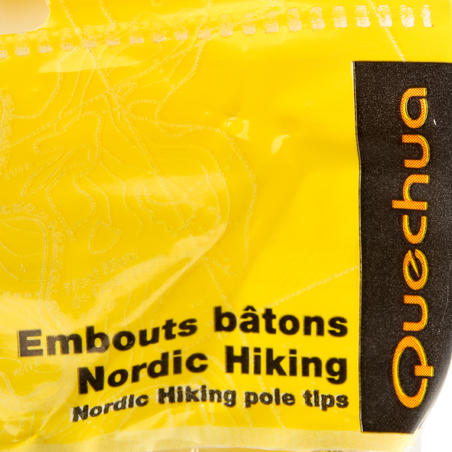 Quechua
Embouts bâtons
Nordic Hiking
Nordic Hiking pole tips